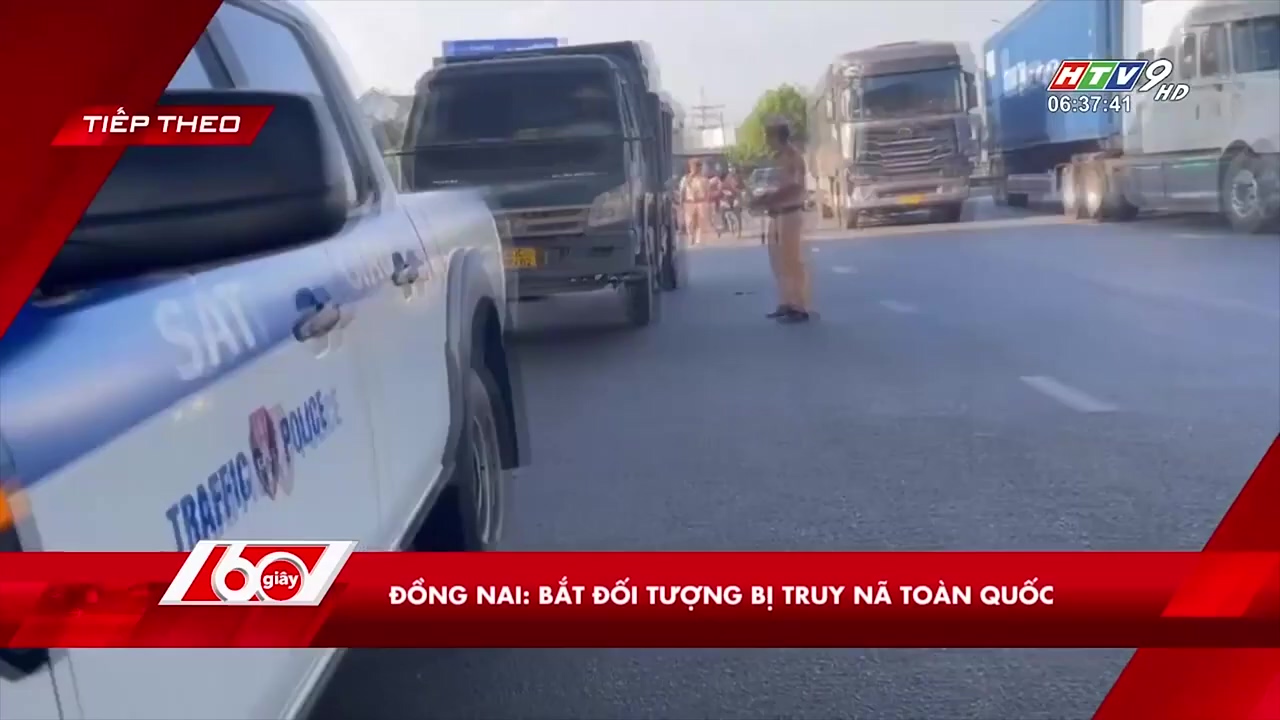 HTV9
HD
06:37:41
TIẾP THEO
SÁT
TRAFFIC POLICE
60 giây
ĐỒNG NAI: BẮT ĐỐI TƯỢNG BỊ TRUY NÃ TOÀN QUỐC